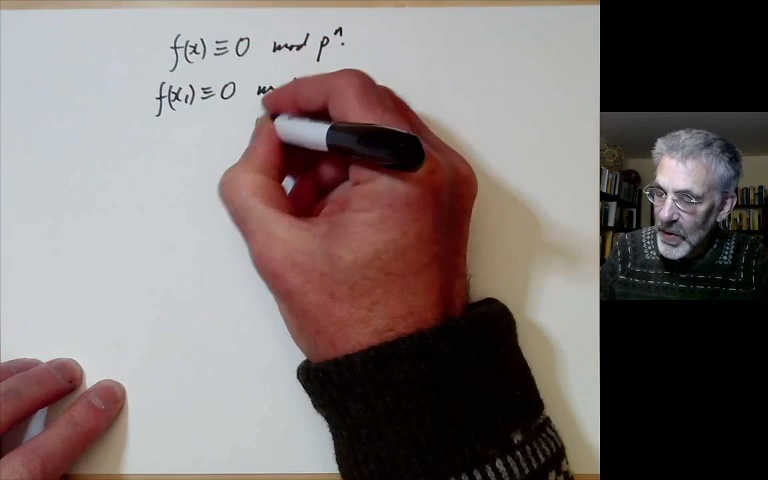 f(x) ≡ 0 mod pⁿ?
f(x₁) ≡ 0